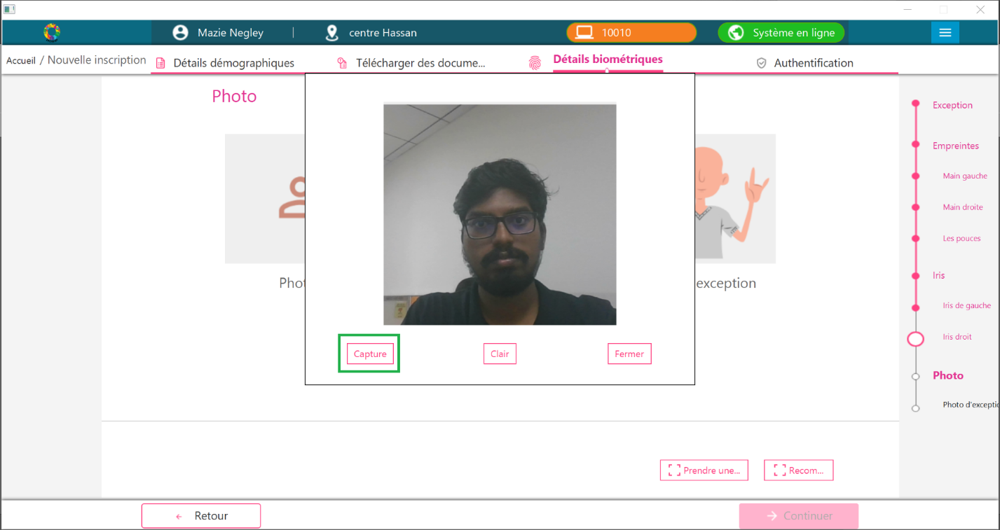 Mazie Negley | centre Hassan 10010 Système en ligne
Accueil / Nouvelle inscription Détails démographiques Télécharger des docume... Détails biométriques Authentification
Photo
Phot
exception
Capture Clair Fermer
Exception
Empreintes
Main gauche
Main droite
Les pouces
Iris
Iris de gauche
Iris droit
Photo
Photo d'exceptio
Prendre une... Recom...
Retour Continuer